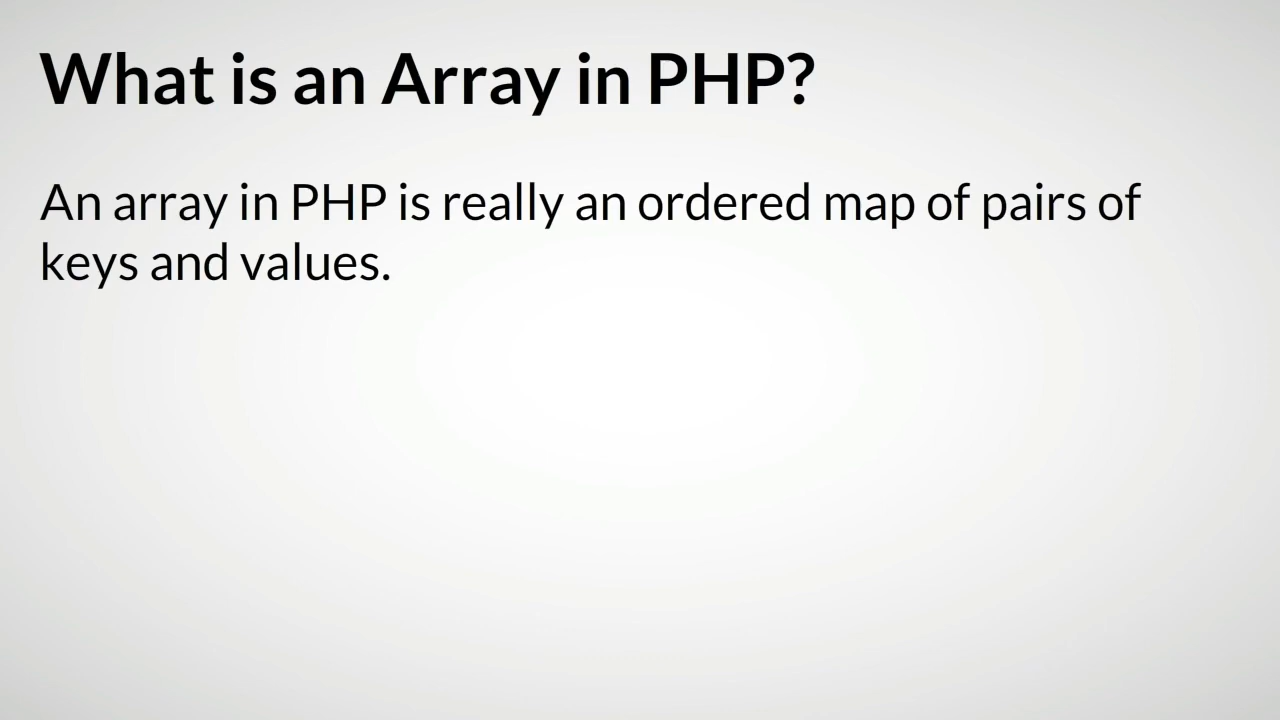 What is an Array in PHP?
An array in PHP is really an ordered map of pairs of
keys and values.